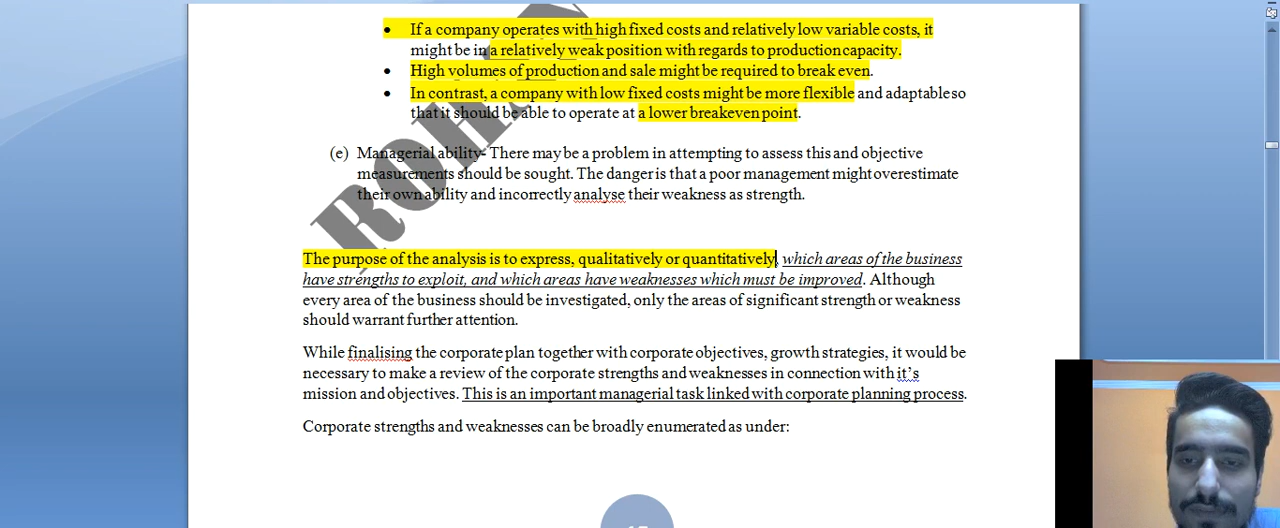 • If a company operates with high fixed costs and relatively low variable costs, it
might be in a relatively weak position with regards to production capacity.
• High volumes of production and sale might be required to break even.
• In contrast, a company with low fixed costs might be more flexible and adaptable so
that it should be able to operate at a lower breakeven point.
(e) Managerial ability- There may be a problem in attempting to assess this and objective
measurements should be sought. The danger is that a poor management might overestimate
their own ability and incorrectly analyse their weakness as strength.
The purpose of the analysis is to express, qualitatively or quantitatively, which areas of the business
have strengths to exploit, and which areas have weaknesses which must be improved. Although
every area of the business should be investigated, only the areas of significant strength or weakness
should warrant further attention.
While finalising the corporate plan together with corporate objectives, growth strategies, it would be
necessary to make a review of the corporate strengths and weaknesses in connection with it's
mission and objectives. This is an important managerial task linked with corporate planning process.
Corporate strengths and weaknesses can be broadly enumerated as under: